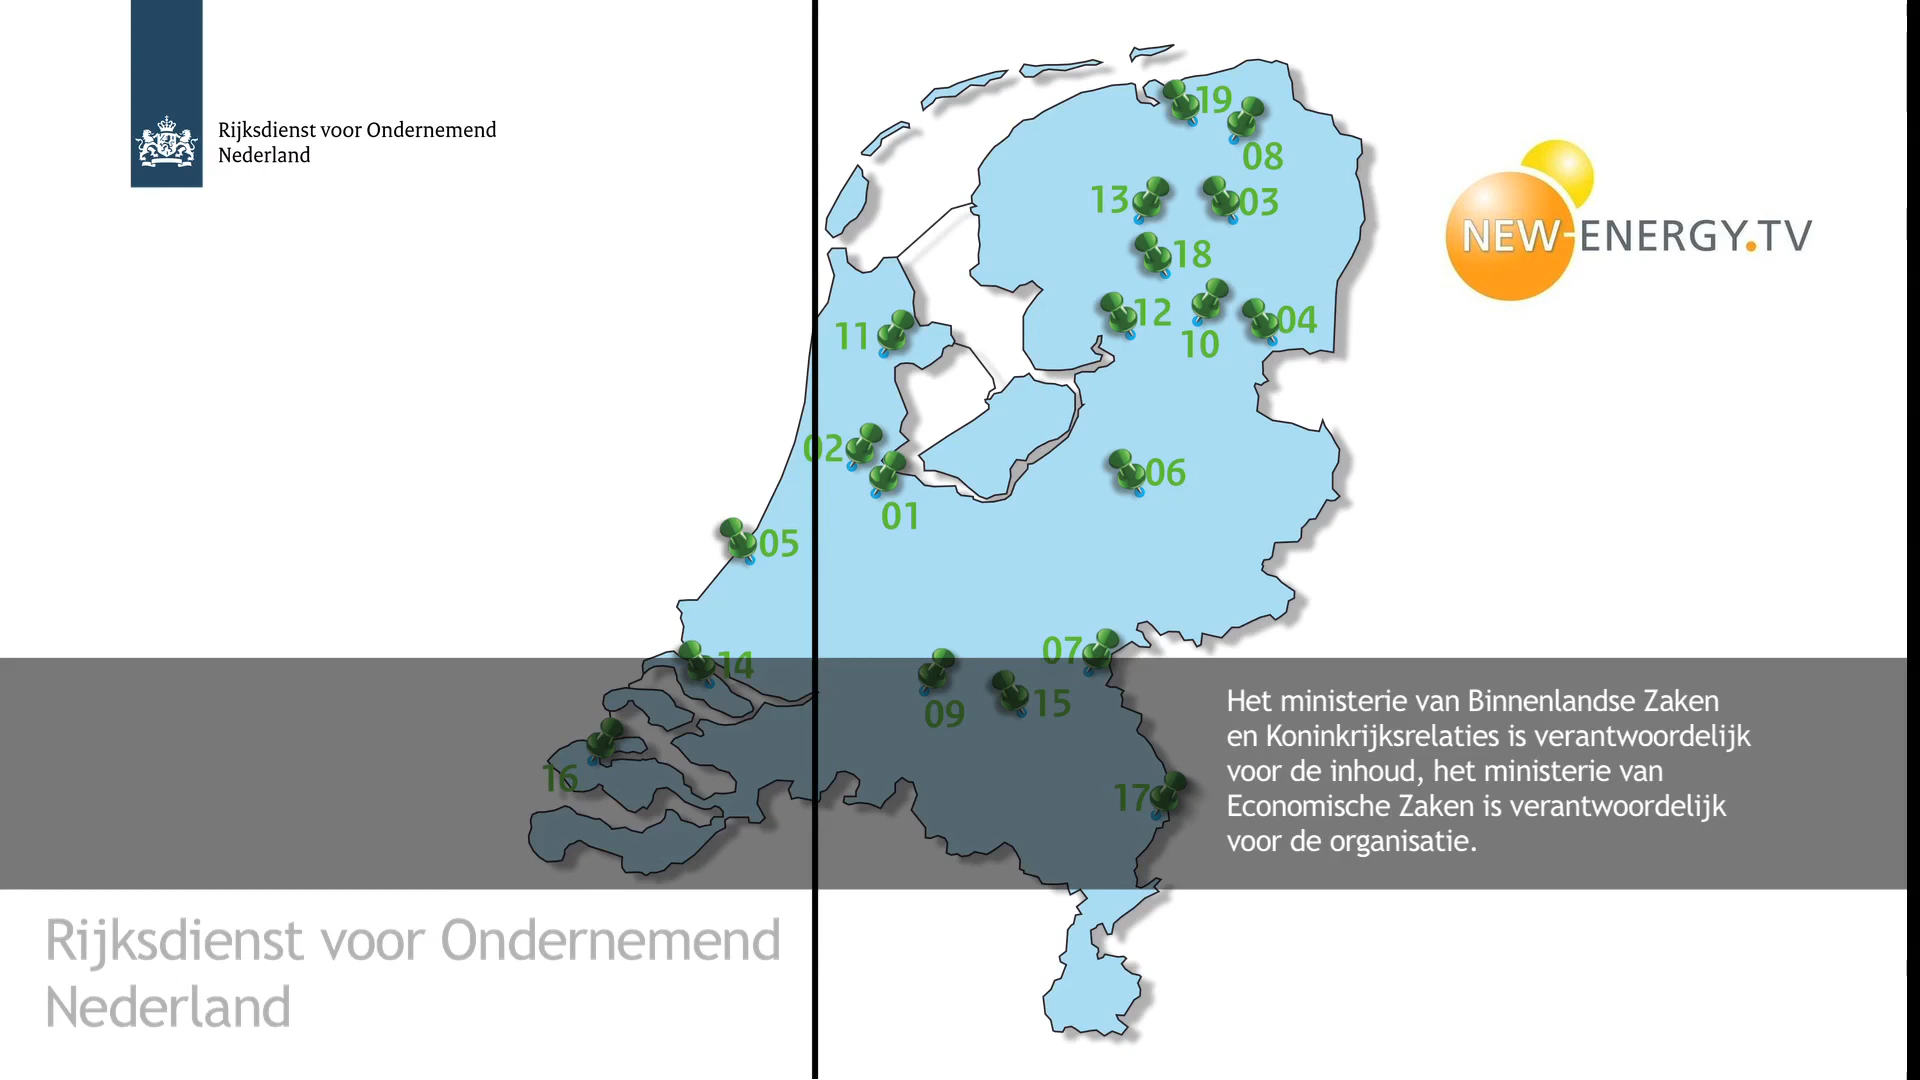 Rijksdienst voor Ondernemend
Nederland
NEW-ENERGY.TV
19
08
13
03
18
12
10
04
11
02
01
06
05
07
14
09
15
16
17
Het ministerie van Binnenlandse Zaken
en Koninkrijksrelaties is verantwoordelijk
voor de inhoud, het ministerie van
Economische Zaken is verantwoordelijk
voor de organisatie.
Rijksdienst voor Ondernemend
Nederland